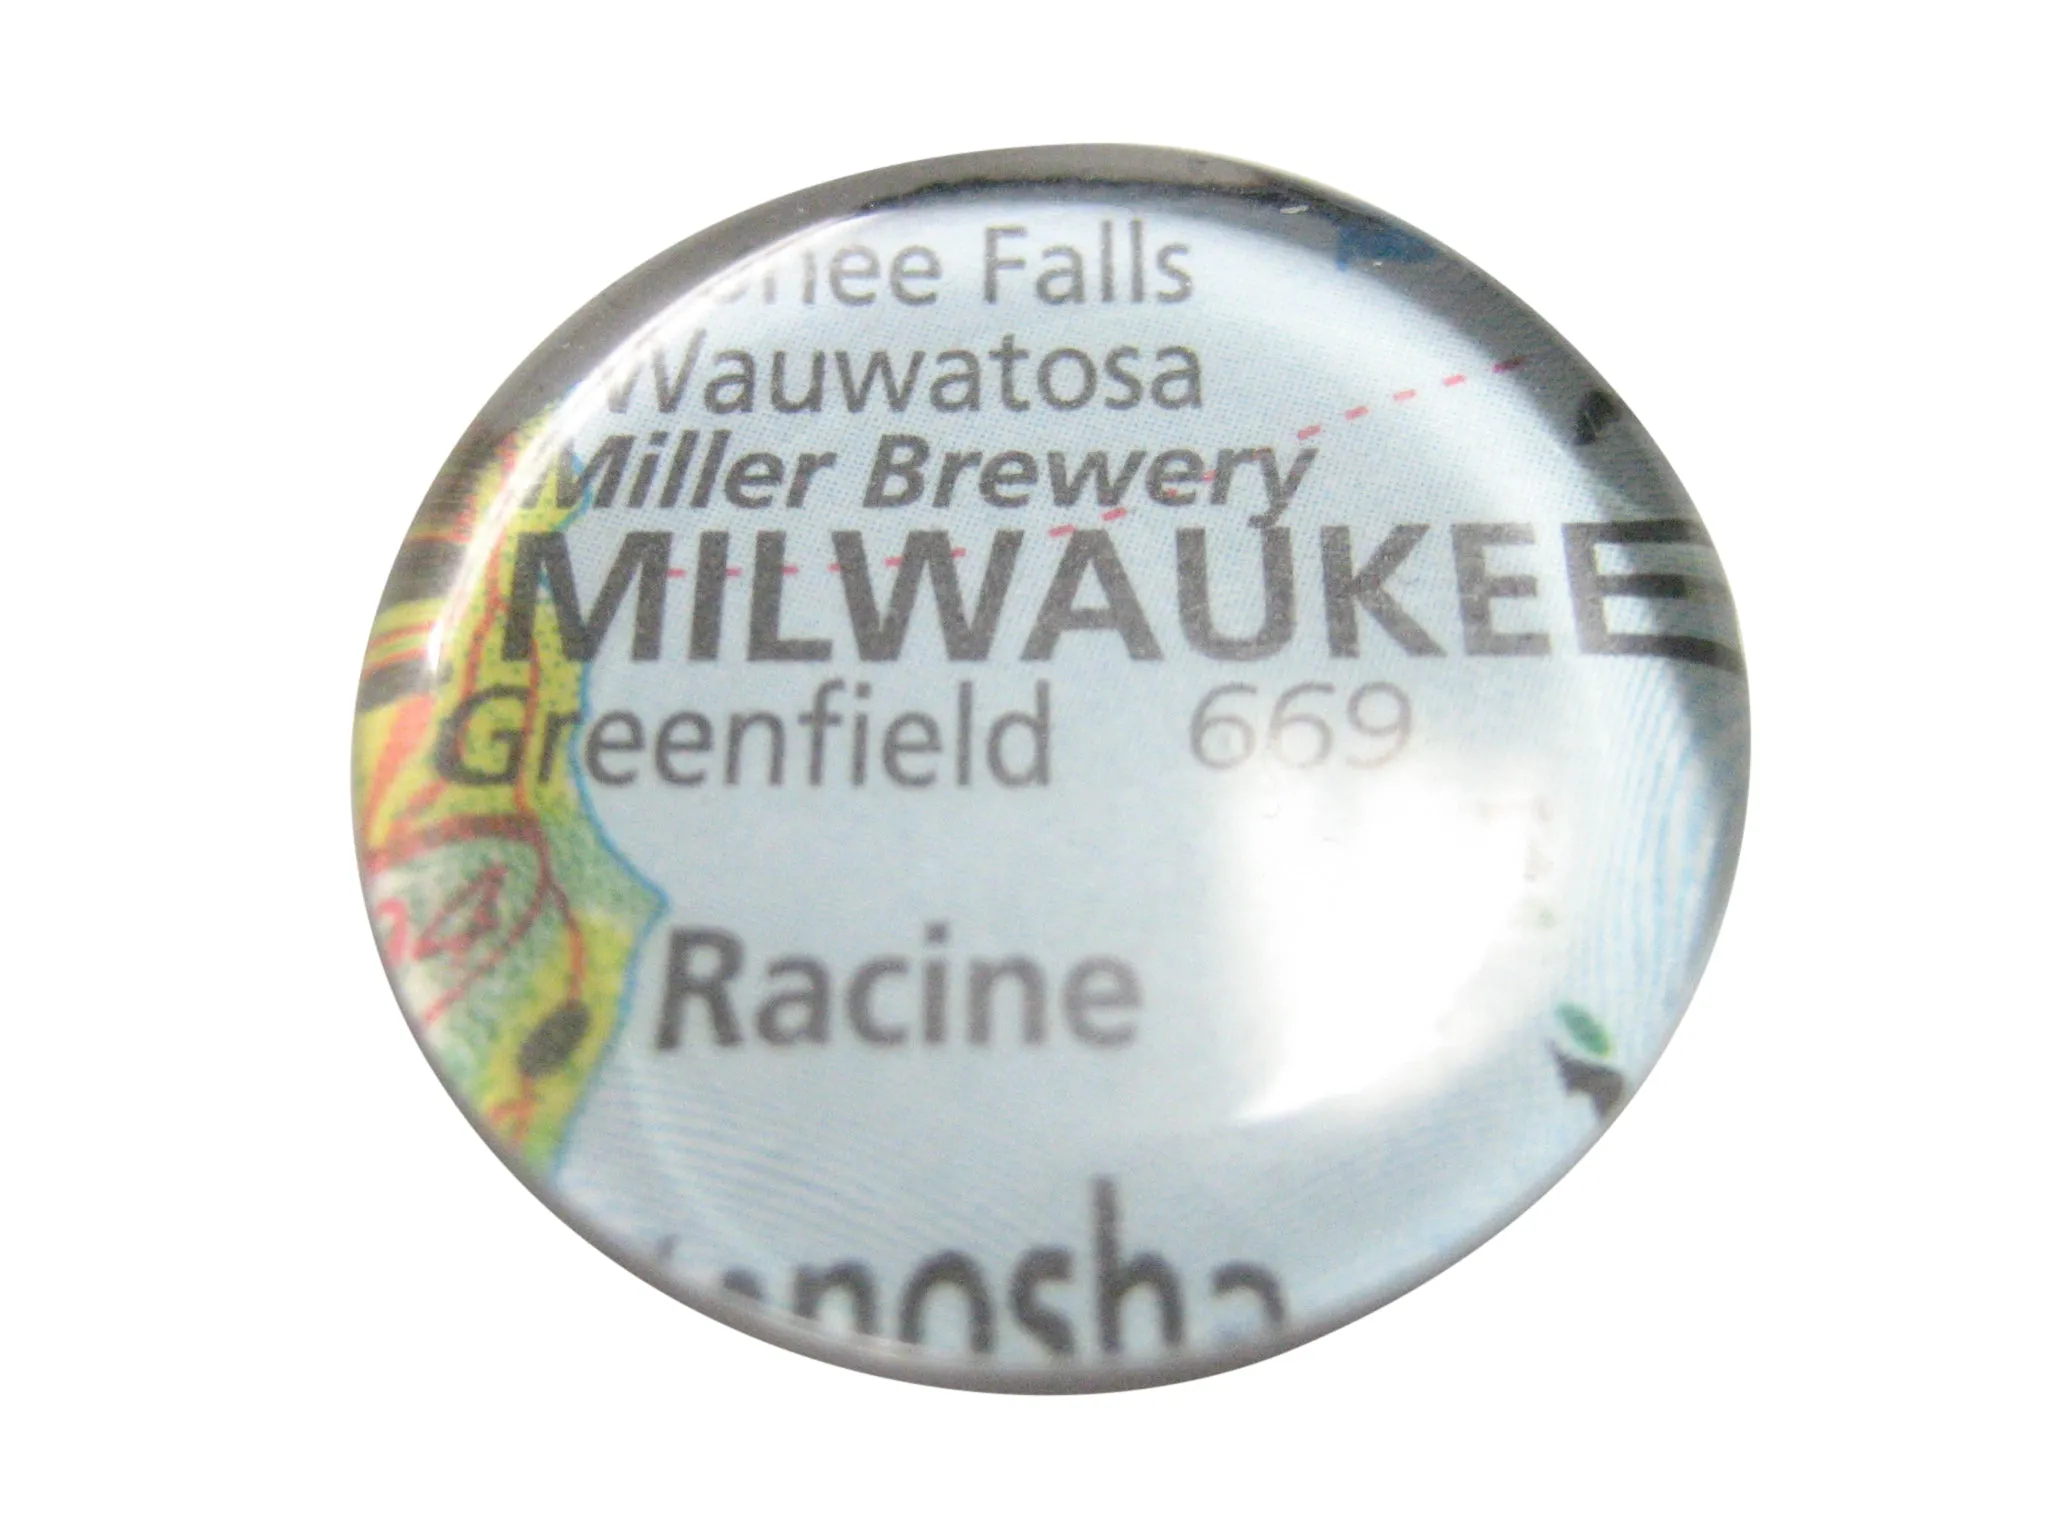 Falls
Wauwatosa
Miller Brewery
MILWAUKEE
Greenfield 669
Racine